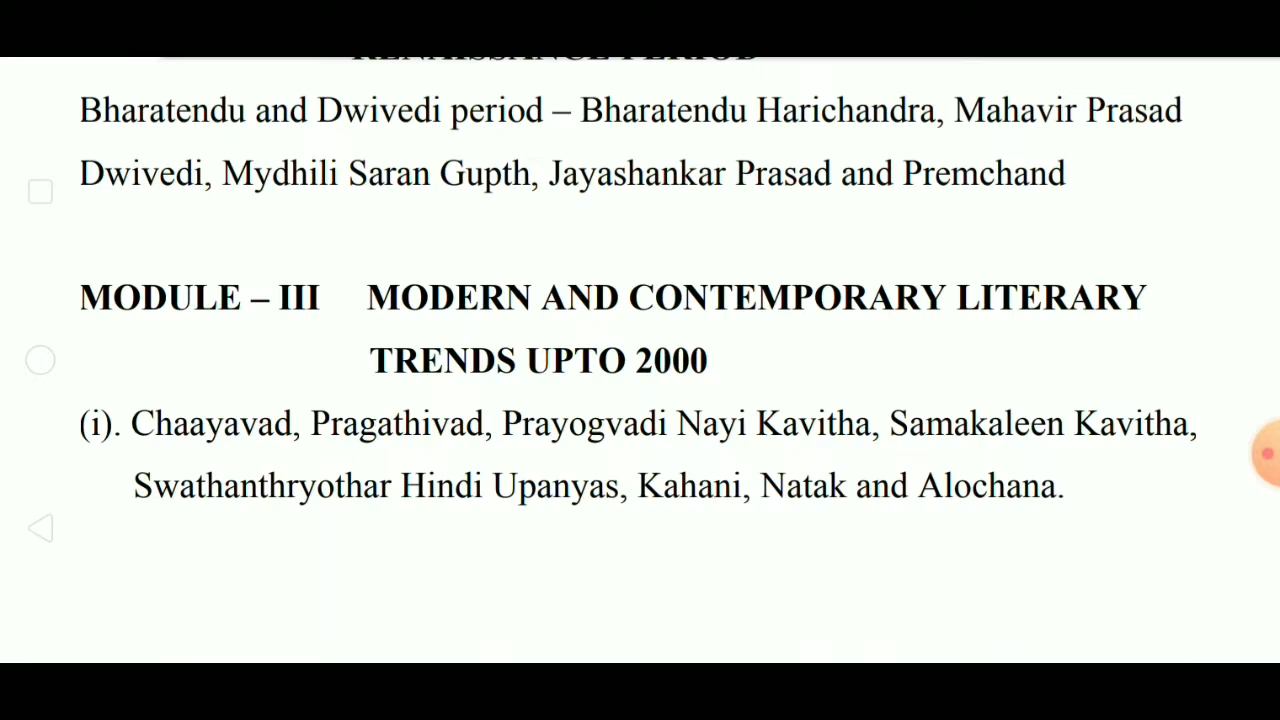 RENAISSANCE PERIOD
Bharatendu and Dwivedi period – Bharatendu Harichandra, Mahavir Prasad
Dwivedi, Mydhili Saran Gupth, Jayashankar Prasad and Premchand
MODULE – III MODERN AND CONTEMPORARY LITERARY
TRENDS UPTO 2000
(i). Chaayavad, Pragathivad, Prayogvadi Nayi Kavitha, Samakaleen Kavitha,
Swathanthryothar Hindi Upanyas, Kahani, Natak and Alochana.